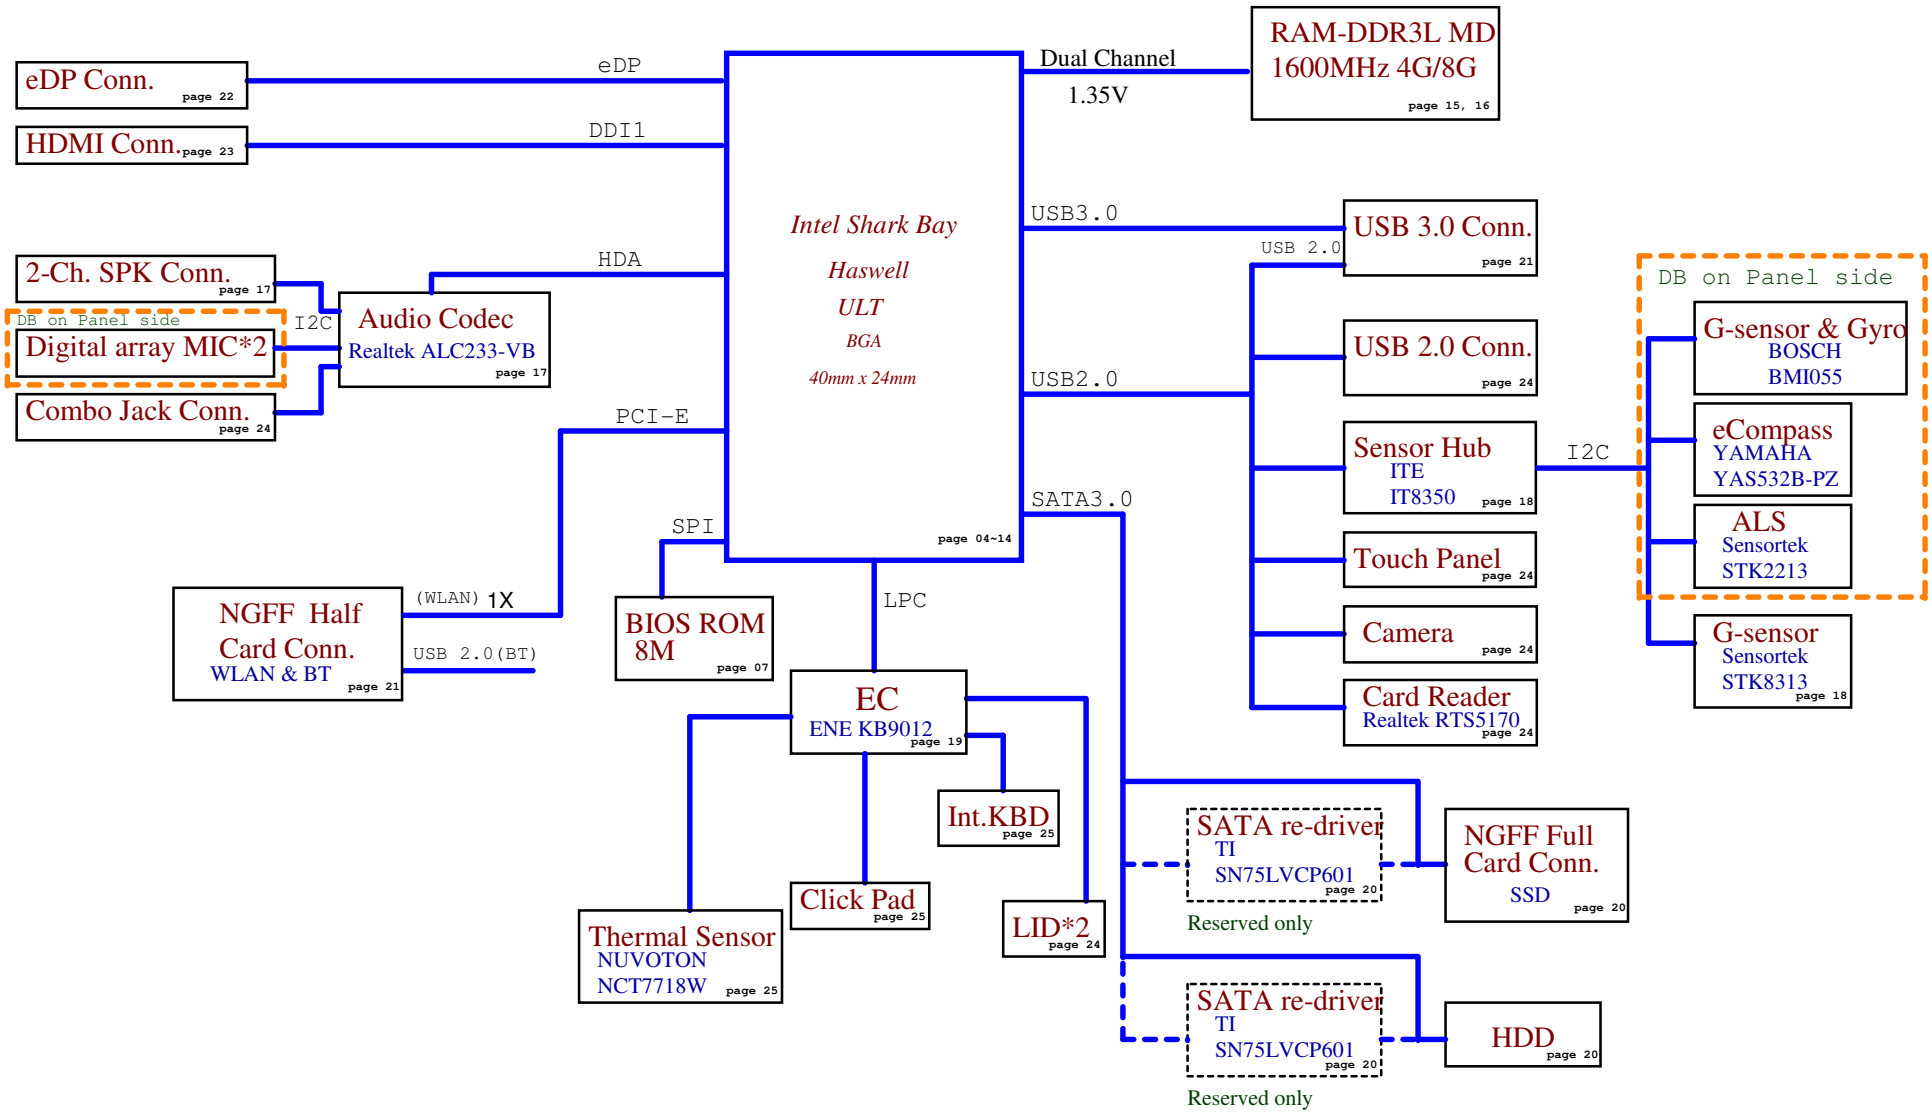 eDP Conn.
page 22
eDP
HDMI Conn.
page 23
DDI1
2-Ch. SPK Conn.
page 17
DB on Panel side
Digital array MIC*2
Combo Jack Conn.
page 24
I2C
Audio Codec
Realtek ALC233-VB
page 17
HDA
PCI-E
NGFF Half
Card Conn.
WLAN & BT
page 21
(WLAN) 1X
USB 2.0(BT)
SPI
BIOS ROM
8M
page 07
Intel Shark Bay
Haswell
ULT
BGA
40mm x 24mm
page 04~14
LPC
EC
ENE KB9012
page 19
Thermal Sensor
NUVOTON
NCT7718W
page 25
Click Pad
page 25
Int.KBD
page 25
LID*2
page 24
Dual Channel
1.35V
RAM-DDR3L MD
1600MHz 4G/8G
page 15, 16
USB3.0
USB 2.0
USB 3.0 Conn.
page 21
USB 2.0 Conn.
page 24
USB2.0
Sensor Hub
ITE
IT8350
page 18
Touch Panel
page 24
Camera
page 24
Card Reader
Realtek RTS5170
page 24
I2C
DB on Panel side
G-sensor & Gyro
BOSCH
BMI055
eCompass
YAMAHA
YAS532B-PZ
ALS
Sensortek
STK2213
G-sensor
Sensortek
STK8313
page 18
SATA3.0
SATA re-driver
TI
SN75LVCP601
page 20
Reserved only
NGFF Full
Card Conn.
SSD
page 20
SATA re-driver
TI
SN75LVCP601
page 20
Reserved only
HDD
page 20